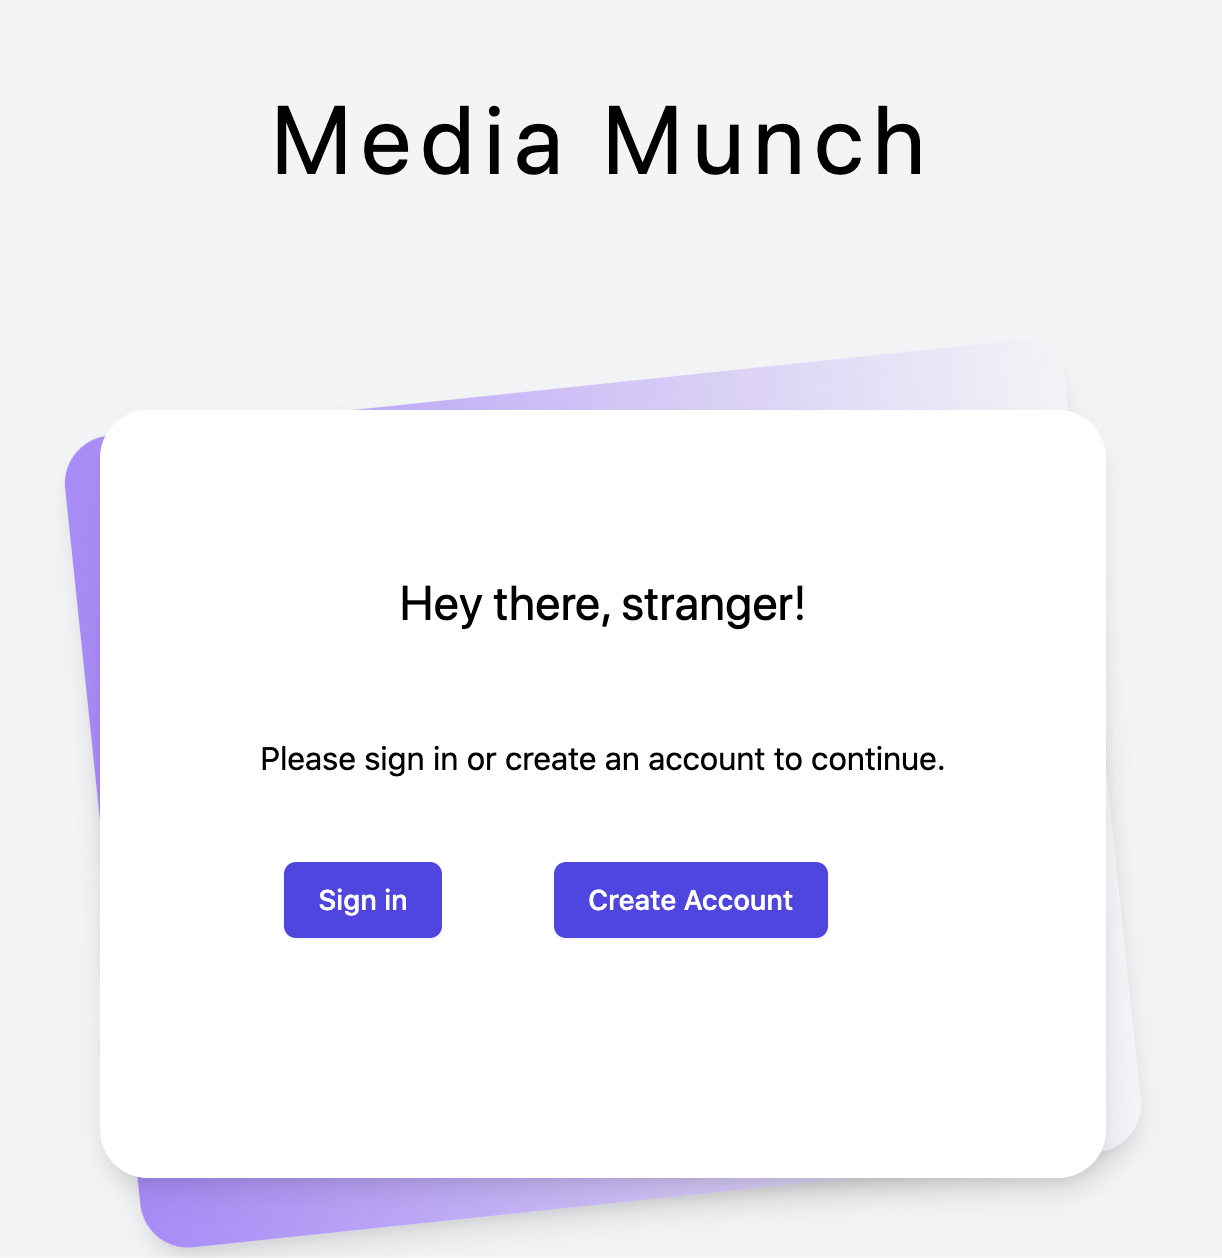 Media Munch
Hey there, stranger!
Please sign in or create an account to continue.
Sign in
Create Account